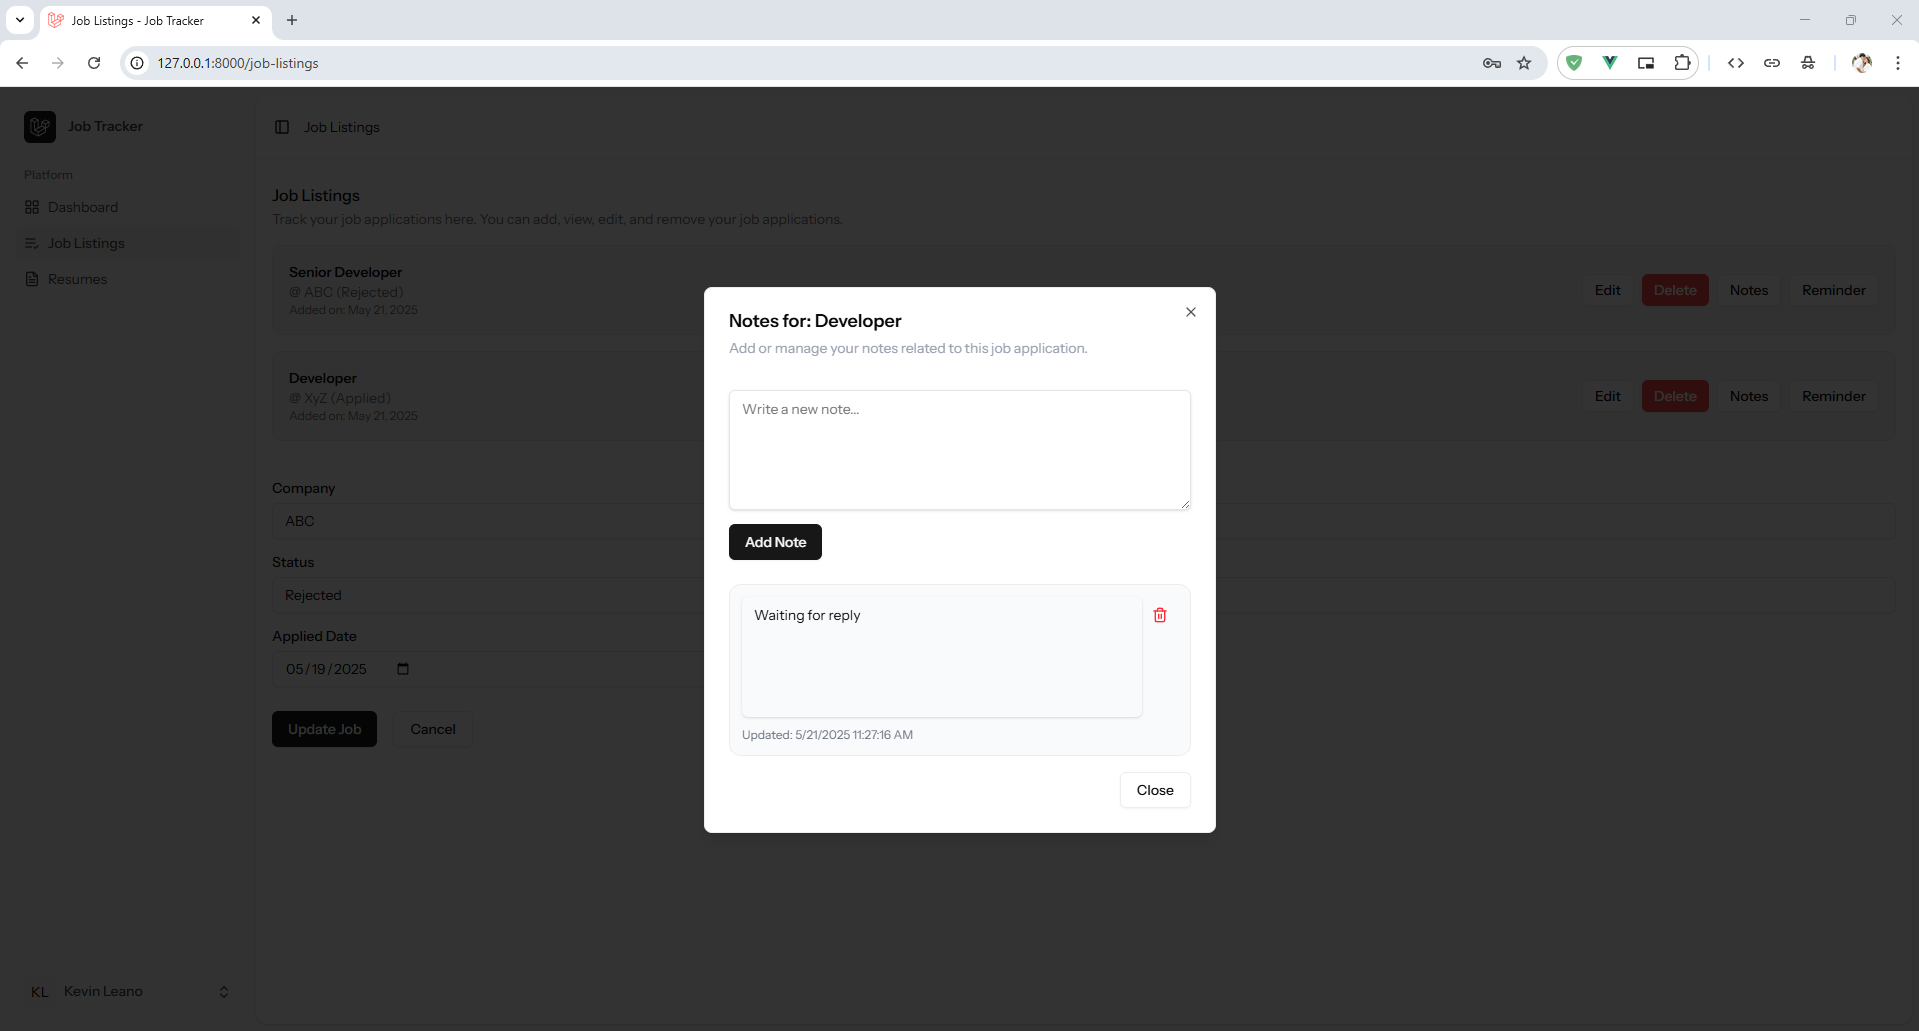 Job Listings - Job Tracker
127.0.0.1:8000/job-listings
Job Tracker
Platform
Dashboard
Job Listings
Resumes
Job Listings
Job Listings
Track your job applications here. You can add, view, edit, and remove your job applications.
Senior Developer
@ ABC (Rejected)
Added on: May 21, 2025
Edit
Delete
Notes
Reminder
Developer
@ XyZ (Applied)
Added on: May 21, 2025
Edit
Delete
Notes
Reminder
Company
ABC
Status
Rejected
Applied Date
05/19/2025
Update Job
Cancel
Notes for: Developer
Add or manage your notes related to this job application.
Write a new note...
Add Note
Waiting for reply
Updated: 5/21/2025 11:27:16 AM
Close
KL
Kevin Leano